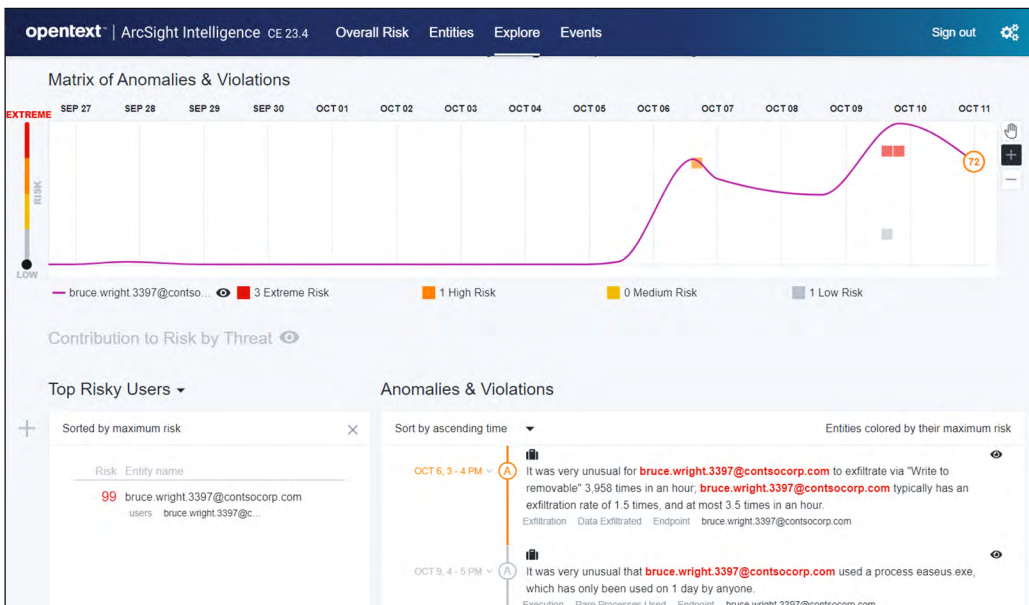 opentext™ | ArcSight Intelligence CE 23.4 Overall Risk Entities Explore Events Sign out
Matrix of Anomalies & Violations
EXTREME SEP 27 SEP 28 SEP 29 SEP 30 OCT 01 OCT 02 OCT 03 OCT 04 OCT 05 OCT 06 OCT 07 OCT 08 OCT 09 OCT 10 OCT 11
RISK
72
LOW
bruce.wright.3397@contso... 3 Extreme Risk 1 High Risk 0 Medium Risk 1 Low Risk
Contribution to Risk by Threat
Top Risky Users
Anomalies & Violations
Sorted by maximum risk
Sort by ascending time Entities colored by their maximum risk
Risk Entity name
99 bruce.wright.3397@contsocorp.com
users bruce.wright.3397@c...
OCT 6, 3 - 4 PM A It was very unusual for bruce.wright.3397@contsocorp.com to exfiltrate via "Write to
removable" 3,958 times in an hour; bruce.wright.3397@contsocorp.com typically has an
exfiltration rate of 1.5 times, and at most 3.5 times in an hour.
Exfiltration Data Exfiltrated Endpoint bruce.wright.3397@contsocorp.com
OCT 9, 4 - 5 PM A It was very unusual that bruce.wright.3397@contsocorp.com used a process easeus.exe,
which has only been used on 1 day by anyone.
Execution Rare Processes Used Endpoint bruce.wright.3397@contsocorp.com